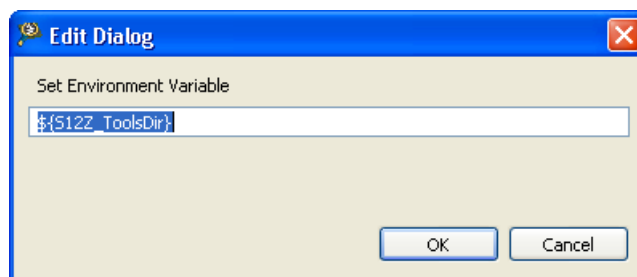 Edit Dialog
Set Environment Variable
${S12Z_ToolsDir}
OK Cancel